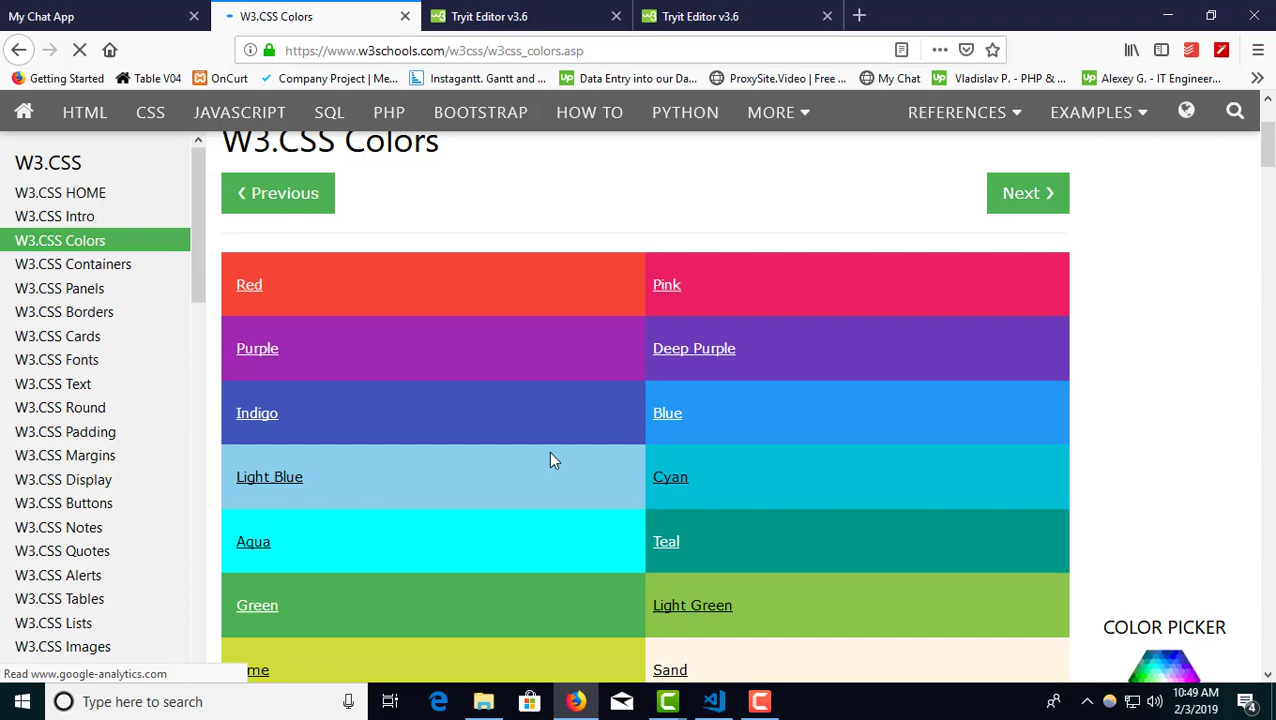 My Chat App
W3.CSS Colors
Tryit Editor v3.6
Tryit Editor v3.6
https://www.w3schools.com/w3css/w3css_colors.asp
Getting Started
Table V04
OnCurt
Company Project | Me...
Instagantt. Gantt and ...
Data Entry into our Da...
ProxySite.Video | Free ...
My Chat
Vladislav P. - PHP & ...
Alexey G. - IT Engineer...
HTML
CSS
JAVASCRIPT
SQL
PHP
BOOTSTRAP
HOW TO
PYTHON
MORE
REFERENCES
EXAMPLES
W3.CSS
W3.CSS HOME
W3.CSS Intro
W3.CSS Colors
W3.CSS Containers
W3.CSS Panels
W3.CSS Borders
W3.CSS Cards
W3.CSS Fonts
W3.CSS Text
W3.CSS Round
W3.CSS Padding
W3.CSS Margins
W3.CSS Display
W3.CSS Buttons
W3.CSS Notes
W3.CSS Quotes
W3.CSS Alerts
W3.CSS Tables
W3.CSS Lists
W3.CSS Images
W3.CSS Colors
❮ Previous
Next ❯
Red
Pink
Purple
Deep Purple
Indigo
Blue
Light Blue
Cyan
Aqua
Teal
Green
Light Green
me
Sand
COLOR PICKER
Read www.google-analytics.com
Type here to search
10:49 AM
2/3/2019
4